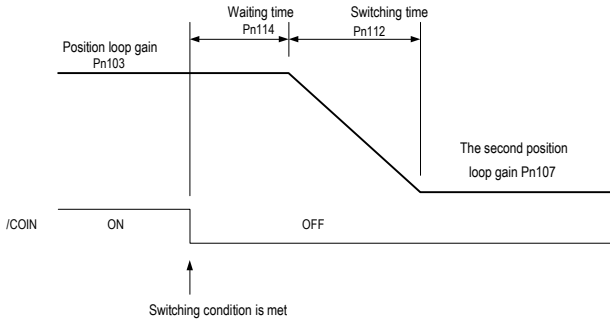 Waiting time
Pn114
Switching time
Pn112
Position loop gain
Pn103
The second position
loop gain Pn107
/COIN
ON
OFF
Switching condition is met